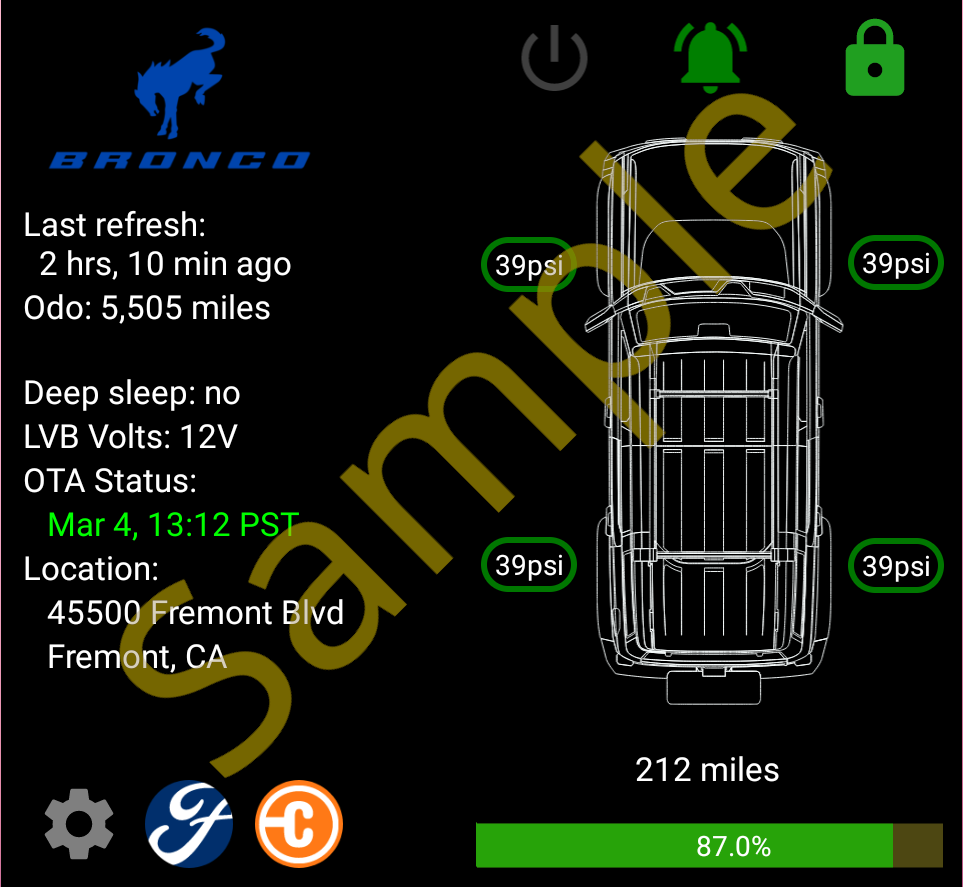 BRONCO
Last refresh:
2 hrs, 10 min ago
Odo: 5,505 miles
Deep sleep: no
LVB Volts: 12V
OTA Status:
Mar 4, 13:12 PST
Location:
45500 Fremont Blvd
Fremont, CA
39psi
39psi
39psi
39psi
212 miles
87.0%
Sample